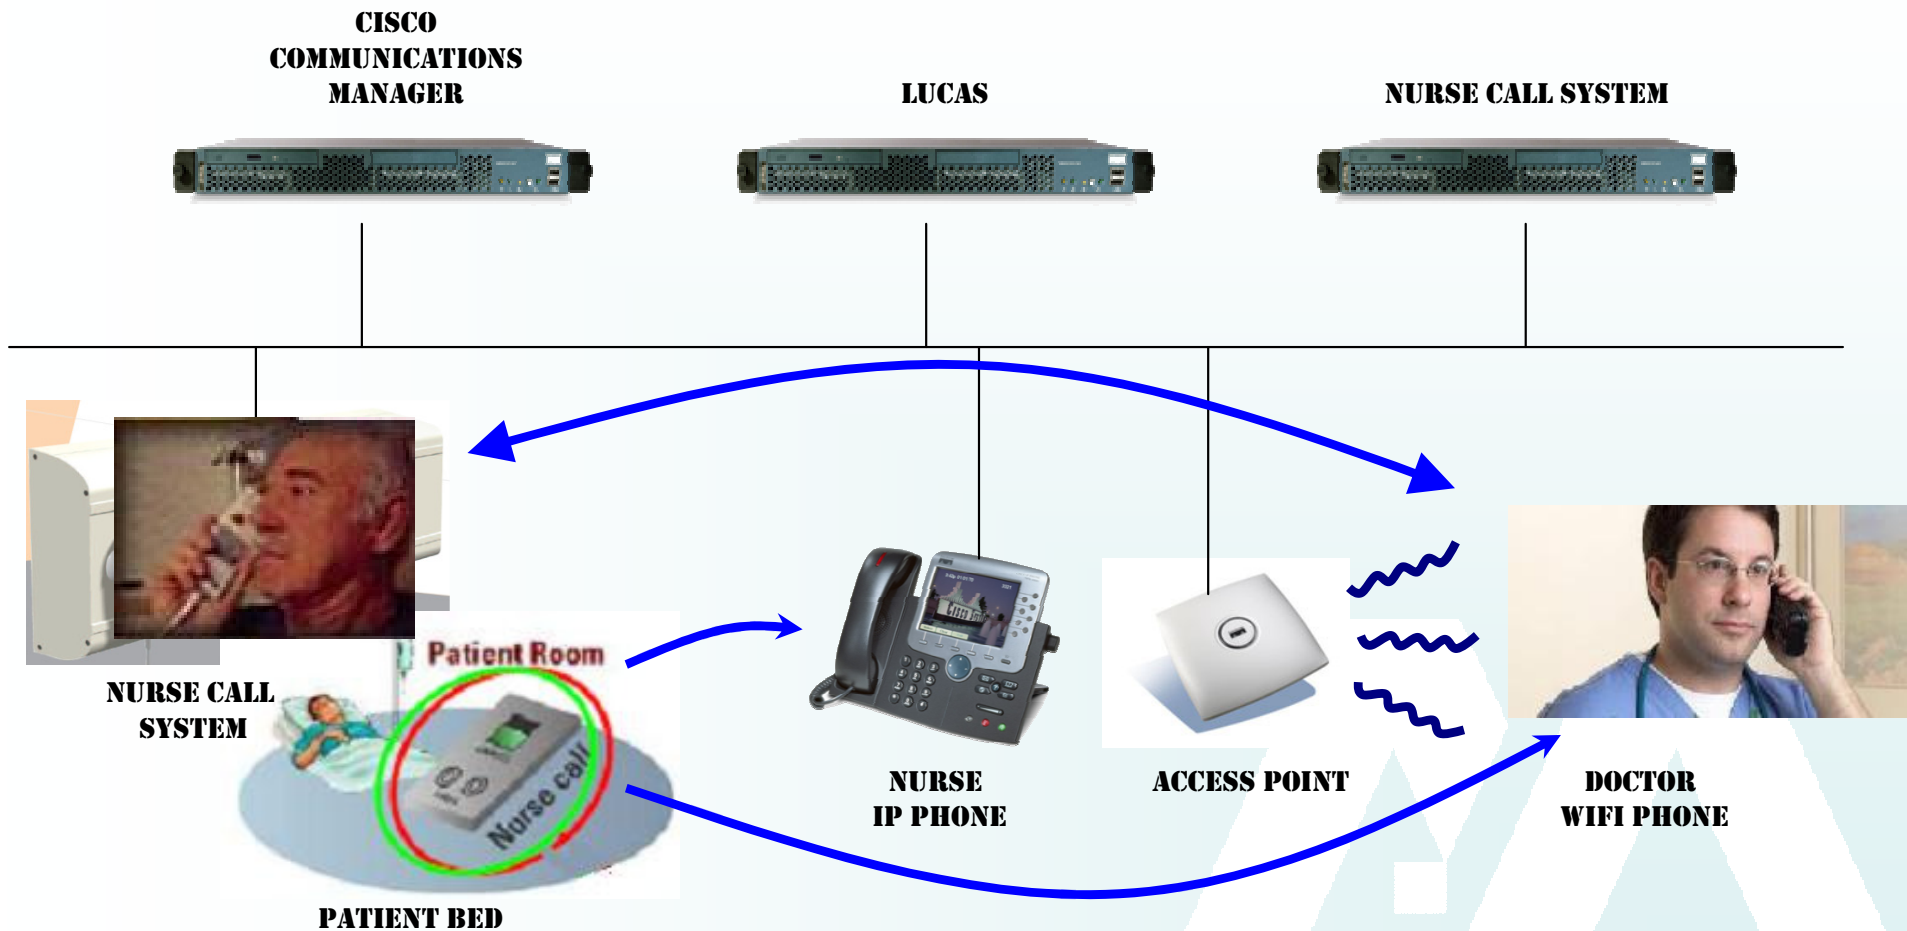 CISCO
COMMUNICATIONS
MANAGER
LUCAS
NURSE CALL SYSTEM
Patient Room
NURSE CALL
SYSTEM
Nurse call
NURSE
IP PHONE
ACCESS POINT
DOCTOR
WIFI PHONE
PATIENT BED